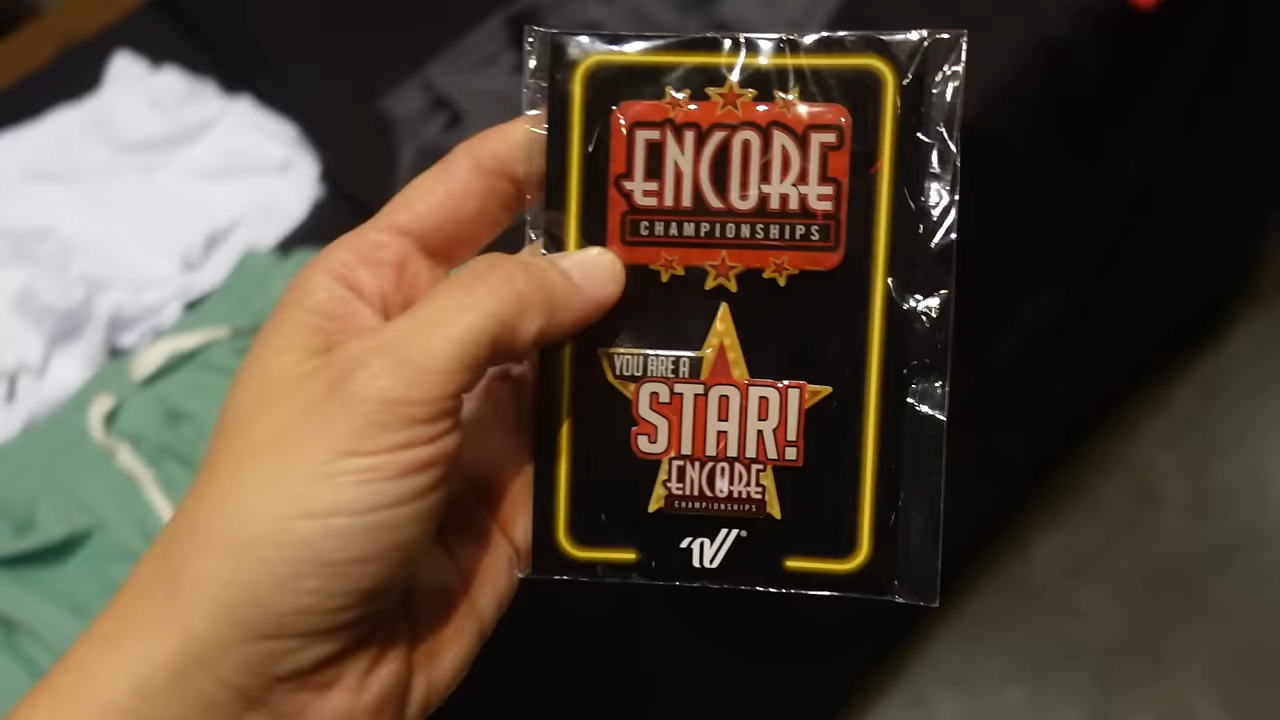 ENCORE
CHAMPIONSHIPS
YOU ARE A
STAR!
ENCORE
CHAMPIONSHIPS